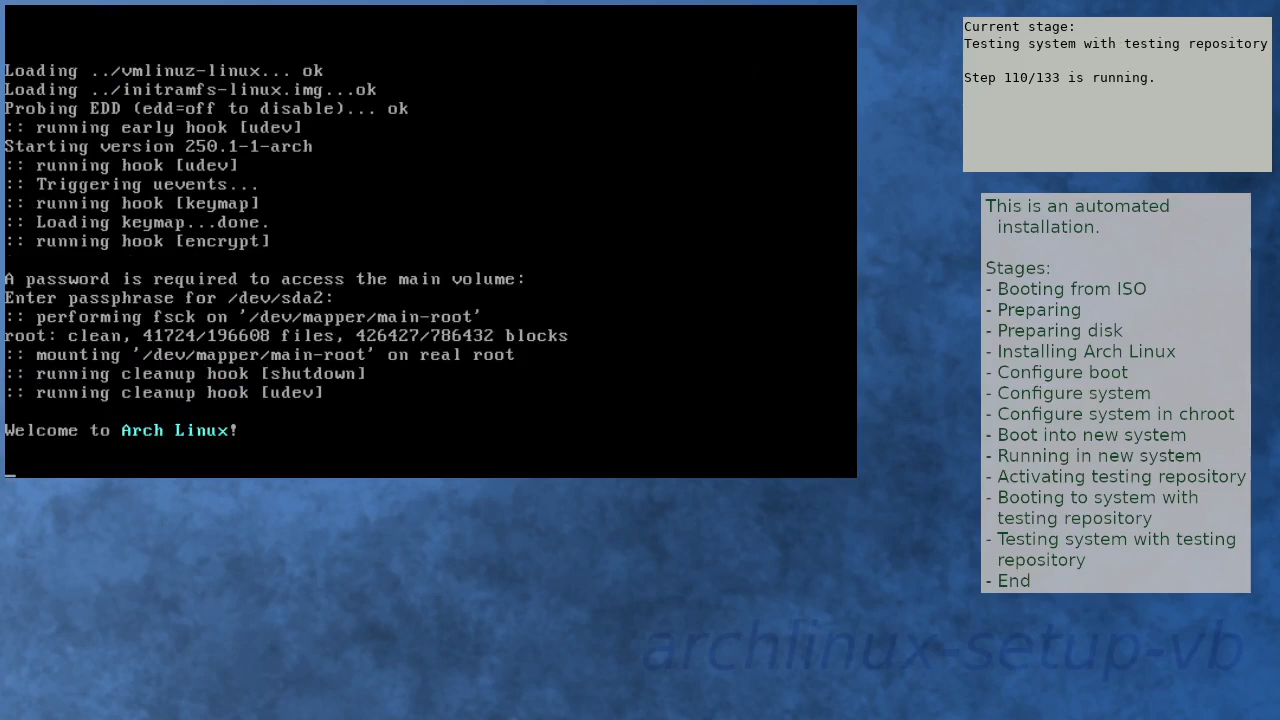 Loading ../vmlinuz-linux... ok
Loading ../initramfs-linux.img...ok
Probing EDD (edd=off to disable)... ok
:: running early hook [udev]
Starting version 250.1-1-arch
:: running hook [udev]
:: Triggering uevents...
:: running hook [keymap]
:: Loading keymap...done.
:: running hook [encrypt]
A password is required to access the main volume:
Enter passphrase for /dev/sda2:
:: performing fsck on '/dev/mapper/main-root'
root: clean, 41724/196608 files, 426427/786432 blocks
:: mounting '/dev/mapper/main-root' on real root
:: running cleanup hook [shutdown]
:: running cleanup hook [udev]
Welcome to Arch Linux!
_
Current stage:
Testing system with testing repository
Step 110/133 is running.
This is an automated
installation.
Stages:
- Booting from ISO
- Preparing
- Preparing disk
- Installing Arch Linux
- Configure boot
- Configure system
- Configure system in chroot
- Boot into new system
- Running in new system
- Activating testing repository
- Booting to system with
testing repository
- Testing system with testing
repository
- End
archlinux-setup-vb